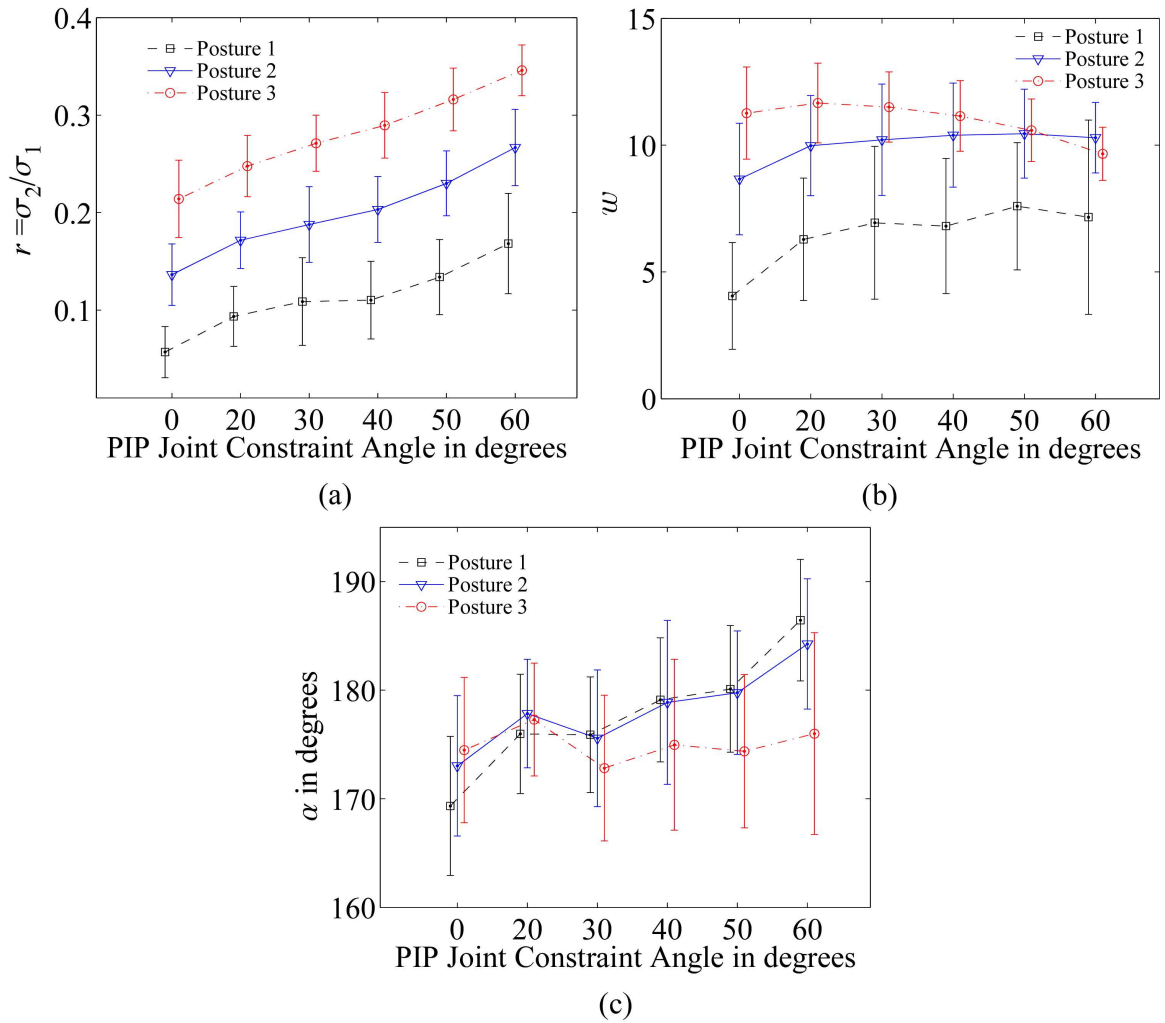 0.4
0.3
0.2
0.1
r =σ₂/σ₁
Posture 1
Posture 2
Posture 3
0 20 30 40 50 60
PIP Joint Constraint Angle in degrees
(a)
15
10
5
0
w
Posture 1
Posture 2
Posture 3
0 20 30 40 50 60
PIP Joint Constraint Angle in degrees
(b)
190
180
170
160
α in degrees
Posture 1
Posture 2
Posture 3
0 20 30 40 50 60
PIP Joint Constraint Angle in degrees
(c)